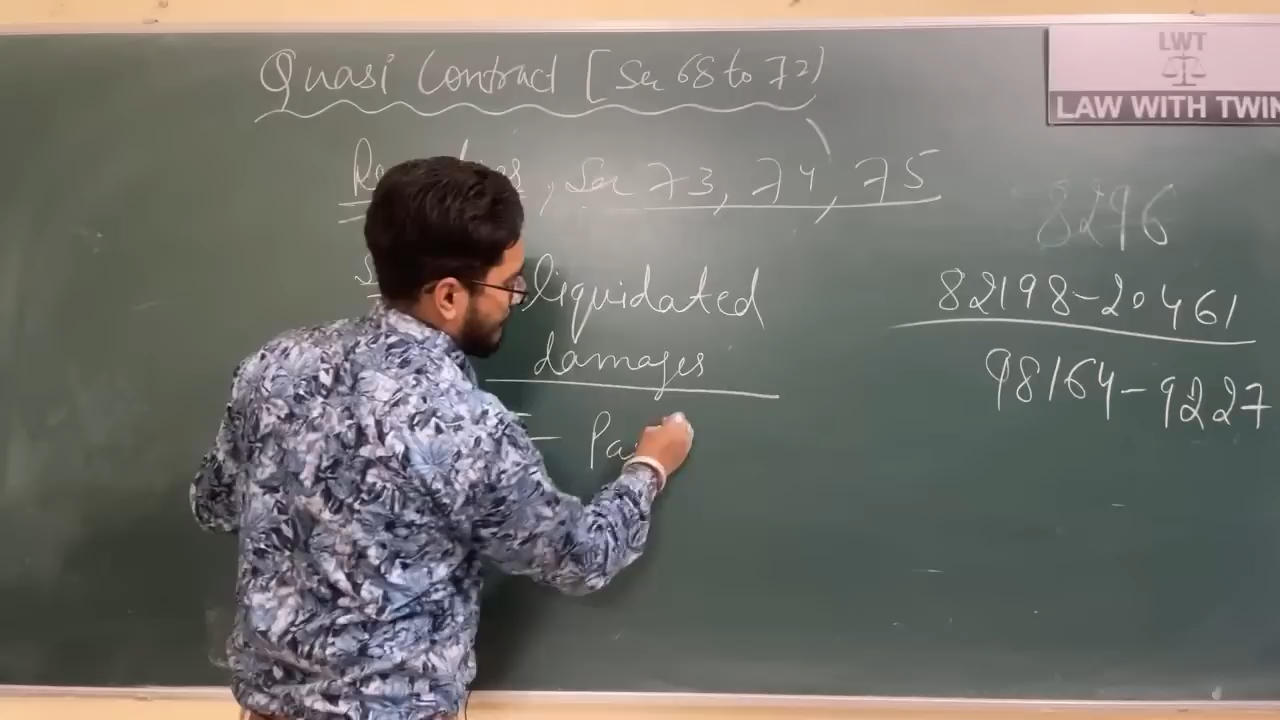 Quasi Contract [Sec 68 to 72)
, Sec 73, 74, 75
liquidated
damages
= Pa
8296
82198-20461
98164-9227
LWT
LAW WITH TWIN